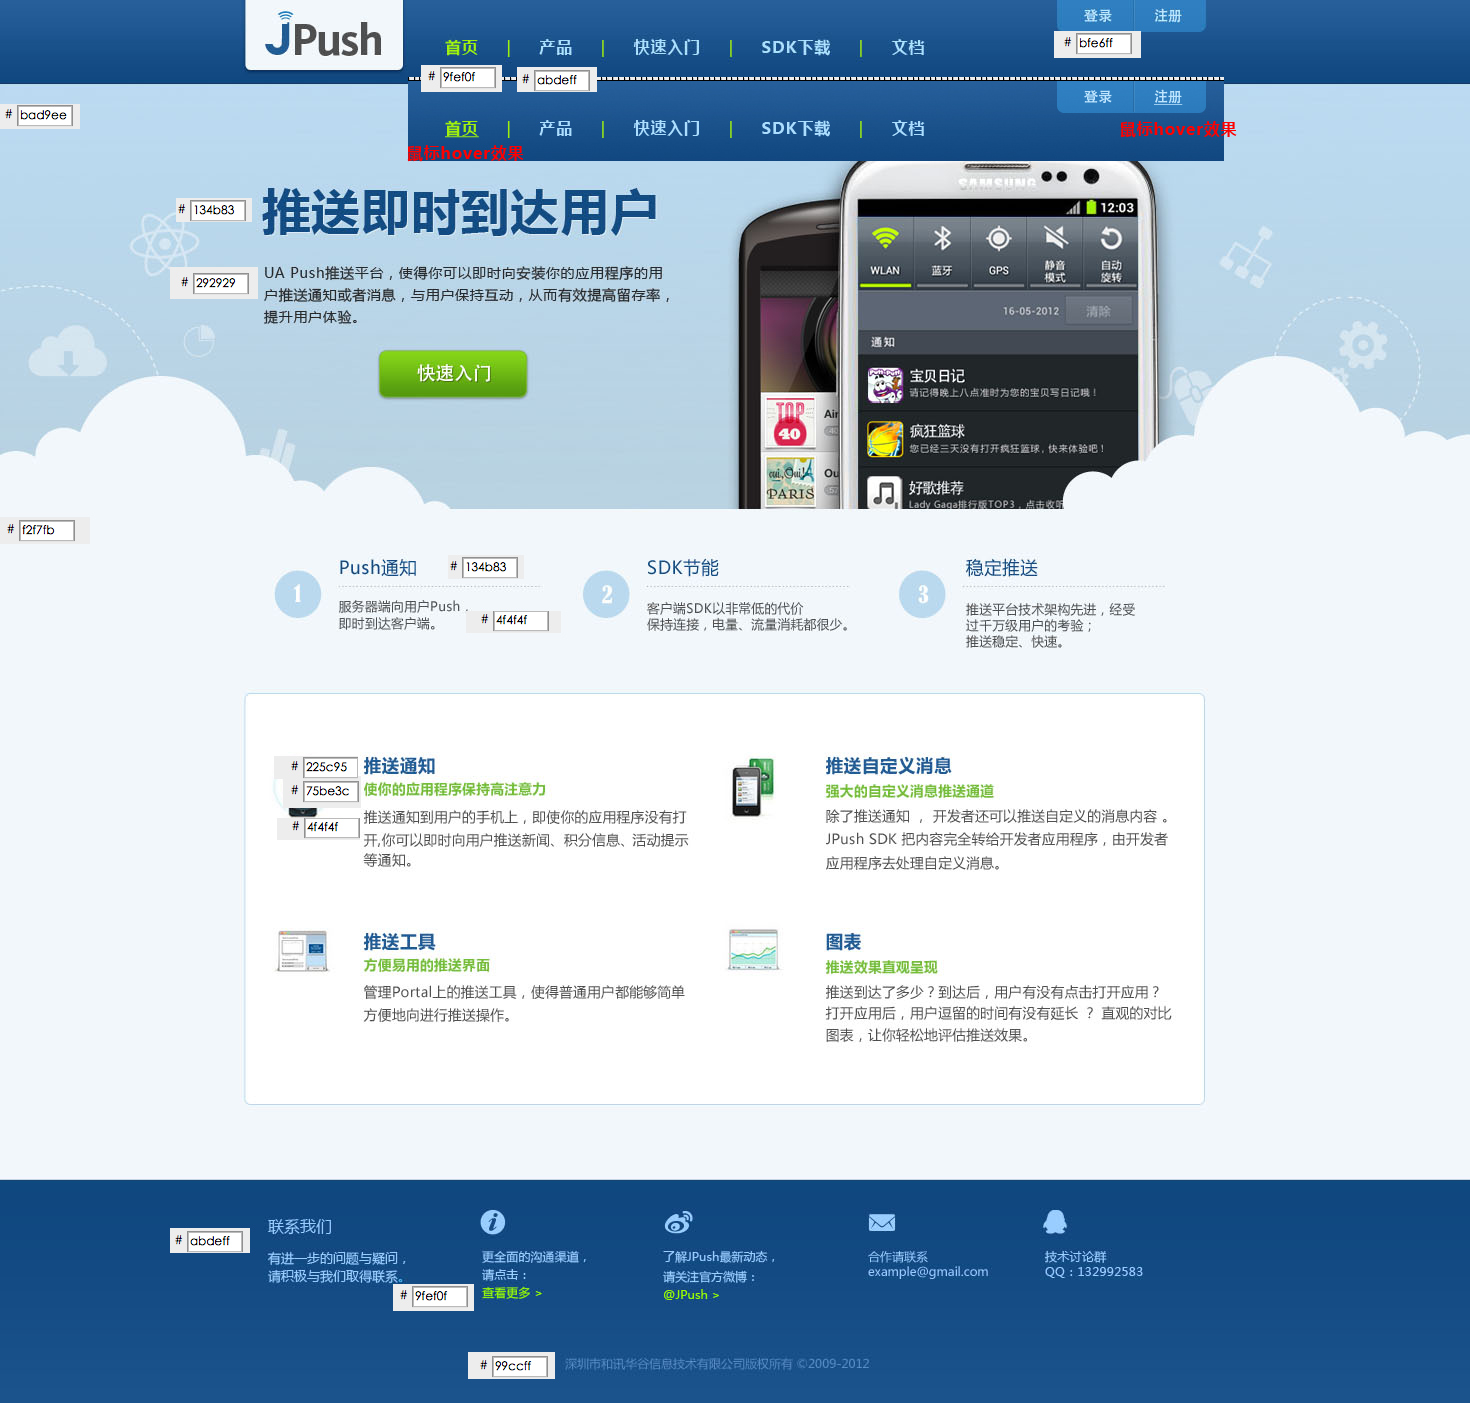 JPush
首页 | 产品 | 快速入门 | SDK下载 | 文档
登录 注册
# bfe6ff
# 9fef0f
# abdeff
登录 注册
# bad9ee
首页 | 产品 | 快速入门 | SDK下载 | 文档
鼠标hover效果
鼠标hover效果
# 134b83
推送即时到达用户
# 292929
UA Push推送平台，使得你可以即时向安装你的应用程序的用
户推送通知或者消息，与用户保持互动，从而有效提高留存率，
提升用户体验。
快速入门
SAMSUNG
12:03
WLAN 蓝牙 GPS 静音模式 自动旋转
16-05-2012 清除
通知
宝贝日记
请记得晚上八点准时为您的宝贝写日记哦！
疯狂篮球
您已经三天没有打开疯狂篮球，快来体验吧！
好歌推荐
Lady Gaga排行版TOP3，点击收听
TOP 40
Air
40
oui, Oui!
PARIS
Ou
57
# f2f7fb
1
Push通知
# 134b83
服务器端向用户Push，
即时到达客户端。
# 4f4f4f
2
SDK节能
客户端SDK以非常低的代价
保持连接，电量、流量消耗都很少。
3
稳定推送
推送平台技术架构先进，经受
过千万级用户的考验；
推送稳定、快速。
# 225c95
# 75be3c
# 4f4f4f
推送通知
使你的应用程序保持高注意力
推送通知到用户的手机上，即使你的应用程序没有打
开,你可以即时向用户推送新闻、积分信息、活动提示
等通知。
推送自定义消息
强大的自定义消息推送通道
除了推送通知 ，开发者还可以推送自定义的消息内容 。
JPush SDK 把内容完全转给开发者应用程序，由开发者
应用程序去处理自定义消息。
推送工具
方便易用的推送界面
管理Portal上的推送工具，使得普通用户都能够简单
方便地向进行推送操作。
图表
推送效果直观呈现
推送到达了多少？到达后，用户有没有点击打开应用？
打开应用后，用户逗留的时间有没有延长 ？ 直观的对比
图表，让你轻松地评估推送效果。
# abdeff
联系我们
有进一步的问题与疑问，
请积极与我们取得联系。
# 9fef0f
更全面的沟通渠道，
请点击：
查看更多 >
了解JPush最新动态，
请关注官方微博：
@JPush >
合作请联系
example@gmail.com
技术讨论群
QQ：132992583
# 99ccff
深圳市和讯华谷信息技术有限公司版权所有 ©2009-2012